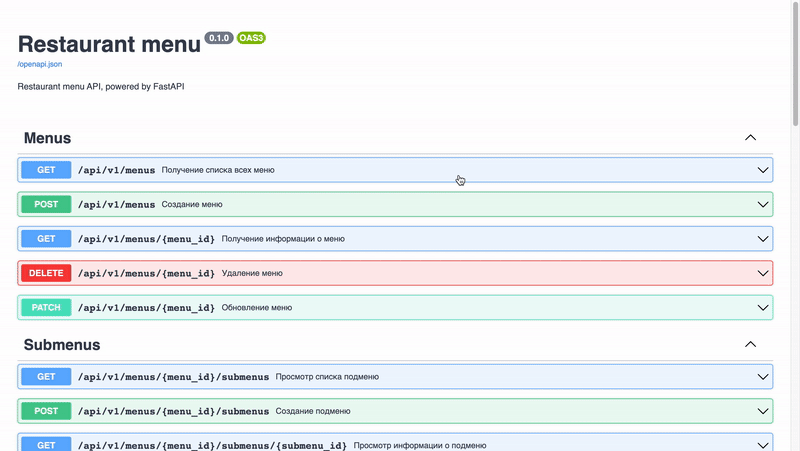 Restaurant menu 0.1.0 OAS3
/openapi.json
Restaurant menu API, powered by FastAPI
Menus
GET /api/v1/menus Получение списка всех меню
POST /api/v1/menus Создание меню
GET /api/v1/menus/{menu_id} Получение информации о меню
DELETE /api/v1/menus/{menu_id} Удаление меню
PATCH /api/v1/menus/{menu_id} Обновление меню
Submenus
GET /api/v1/menus/{menu_id}/submenus Просмотр списка подменю
POST /api/v1/menus/{menu_id}/submenus Создание подменю
GET /api/v1/menus/{menu_id}/submenus/{submenu_id} Просмотр информации о подменю